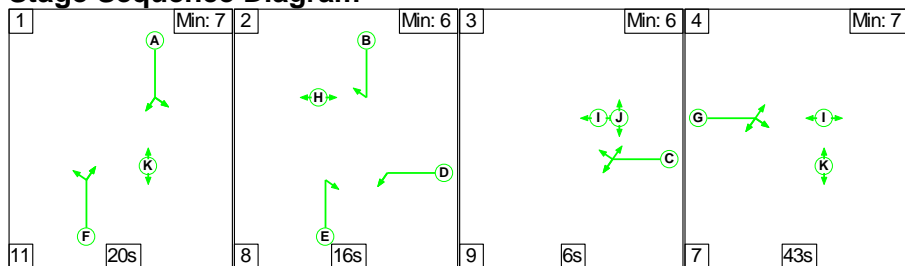 Stage Sequence Diagram
1 Min: 7 2 Min: 6 3 Min: 6 4 Min: 7
A B
H
I J G I
K C K
D
F E
11 20s 8 16s 9 6s 7 43s